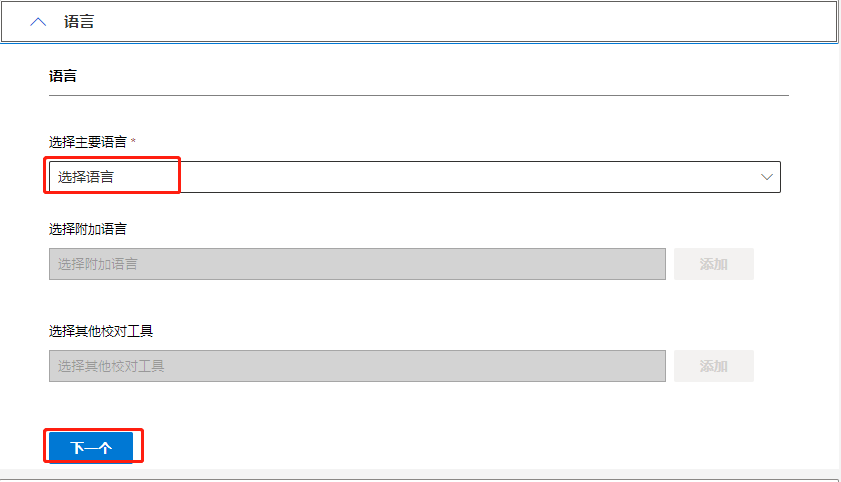 语言
语言
选择主要语言 *
选择语言
选择附加语言
选择附加语言 添加
选择其他校对工具
选择其他校对工具 添加
下一个